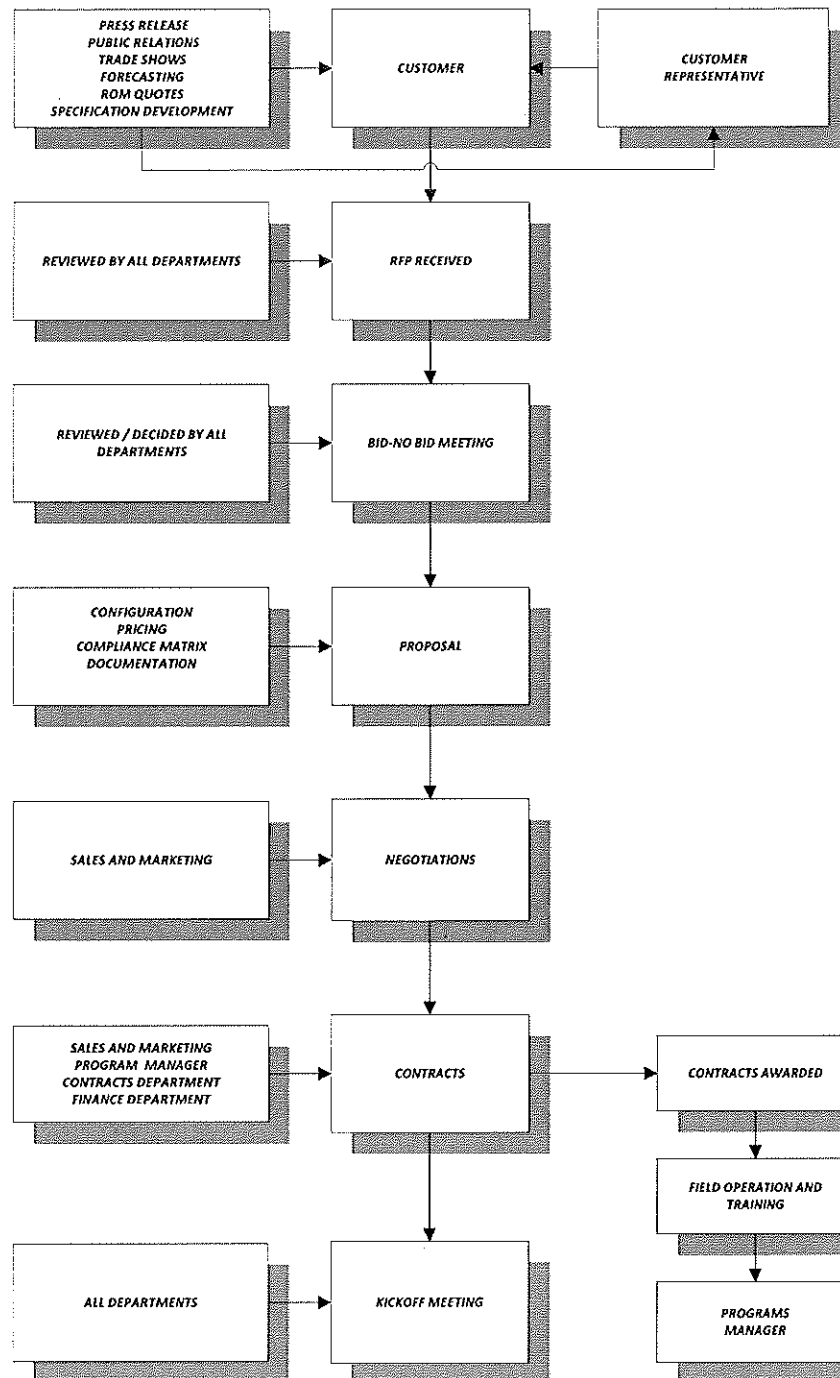 PRESS RELEASE
PUBLIC RELATIONS
TRADE SHOWS
FORECASTING
ROM QUOTES
SPECIFICATION DEVELOPMENT
CUSTOMER
CUSTOMER
REPRESENTATIVE
REVIEWED BY ALL DEPARTMENTS
RFP RECEIVED
REVIEWED / DECIDED BY ALL
DEPARTMENTS
BID-NO BID MEETING
CONFIGURATION
PRICING
COMPLIANCE MATRIX
DOCUMENTATION
PROPOSAL
SALES AND MARKETING
NEGOTIATIONS
SALES AND MARKETING
PROGRAM MANAGER
CONTRACTS DEPARTMENT
FINANCE DEPARTMENT
CONTRACTS
CONTRACTS AWARDED
FIELD OPERATION AND
TRAINING
ALL DEPARTMENTS
KICKOFF MEETING
PROGRAMS
MANAGER